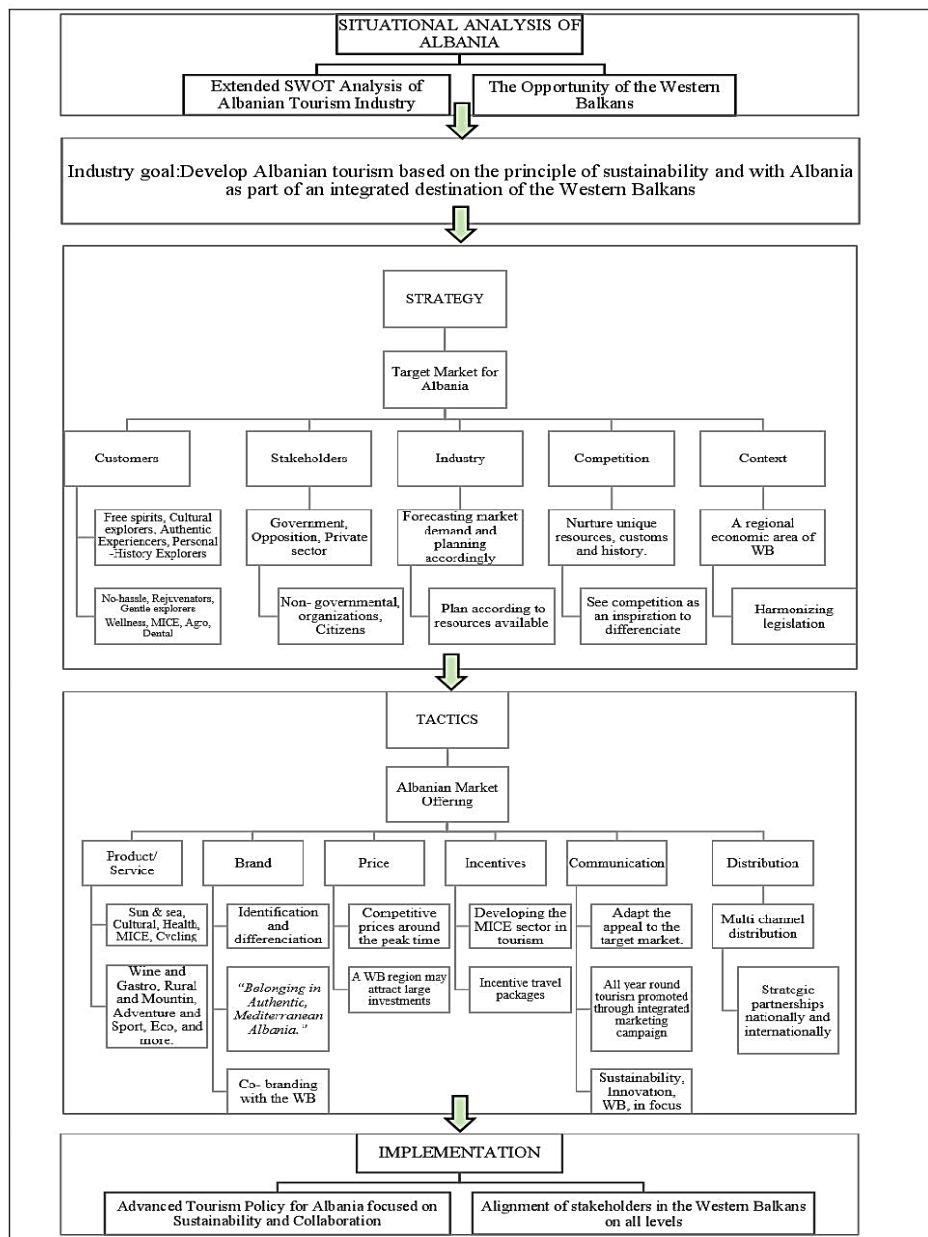 SITUATIONAL ANALYSIS OF
ALBANIA
Extended SWOT Analysis of
Albanian Tourism Industry
The Opportunity of the Western
Balkans
Industry goal:Develop Albanian tourism based on the principle of sustainability and with Albania
as part of an integrated destination of the Western Balkans
STRATEGY
Target Market for
Albania
Customers
Free spirits, Cultural
explorers, Authentic
Experiencers, Personal
-History Explorers
No-hassle, Rejuvenators,
Gentle explorers
Wellness, MICE, Agro,
Dental
Stakeholders
Government,
Opposition, Private
sector
Non- governmental,
organizations,
Citizens
Industry
Forecasting market
demand and
planning
accordingly
Plan according to
resources available
Competition
Nurture unique
resources, customs
and history.
See competition as
an inspiration to
differenciate
Context
A regional
economic area of
WB
Harmonizing
legislation
TACTICS
Albanian Market
Offering
Product/
Service
Sun & sea,
Cultural, Health,
MICE, Cycling
Wine and
Gastro, Rural
and Mountin,
Adventure and
Sport, Eco, and
more.
Brand
Identification
and
differenciation
“Belonging in
Authentic,
Mediterranean
Albania.”
Co- branding
with the WB
Price
Competitive
prices around
the peak time
A WB region may
attract large
investments
Incentives
Developing the
MICE sector in
tourism
Incentive travel
packages
Communication
Adapt the
appeal to the
target market.
All year round
tourism promoted
through integrated
marketing
campaign
Sustainability,
Innovation,
WB, in focus
Distribution
Multi channel
distribution
Strategic
partnerships
nationally and
internationally
IMPLEMENTATION
Advanced Tourism Policy for Albania focused on
Sustainability and Collaboration
Alignment of stakeholders in the Western Balkans
on all levels